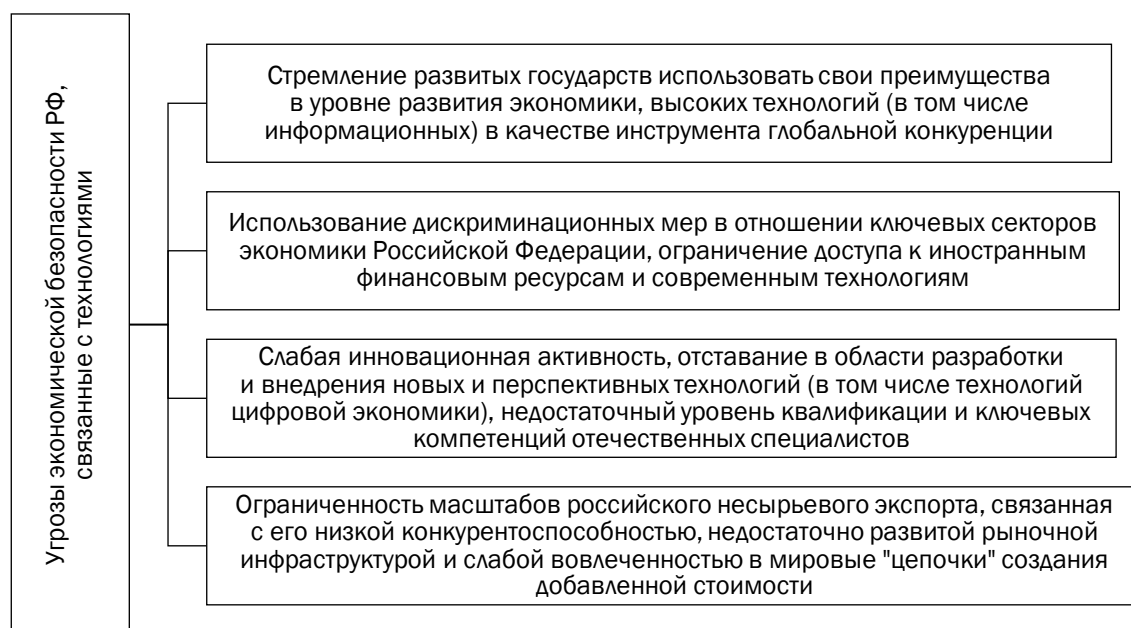 Угрозы экономической безопасности РФ,
связанные с технологиями
Стремление развитых государств использовать свои преимущества
в уровне развития экономики, высоких технологий (в том числе
информационных) в качестве инструмента глобальной конкуренции
Использование дискриминационных мер в отношении ключевых секторов
экономики Российской Федерации, ограничение доступа к иностранным
финансовым ресурсам и современным технологиям
Слабая инновационная активность, отставание в области разработки
и внедрения новых и перспективных технологий (в том числе технологий
цифровой экономики), недостаточный уровень квалификации и ключевых
компетенций отечественных специалистов
Ограниченность масштабов российского несырьевого экспорта, связанная
с его низкой конкурентоспособностью, недостаточно развитой рыночной
инфраструктурой и слабой вовлеченностью в мировые "цепочки" создания
добавленной стоимости